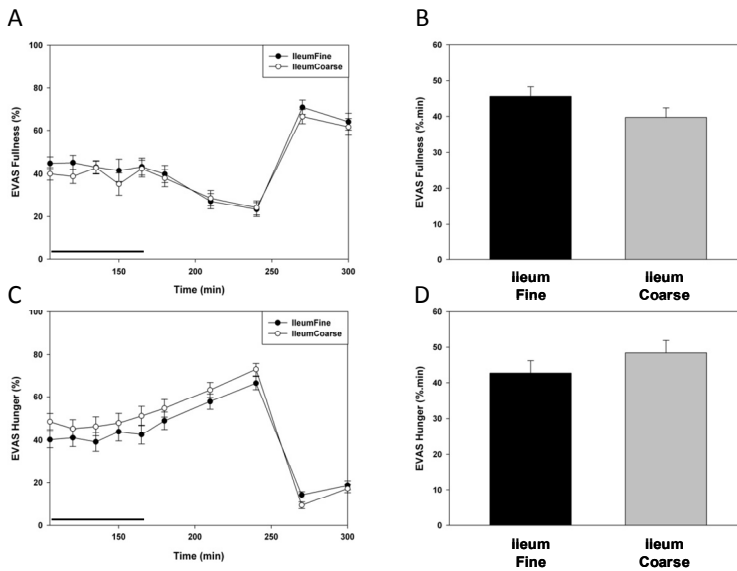 A
100
80
60
40
20
0
EVAS Fullness (%)
IleumFine
IleumCoarse
150
200
250
300
Time (min)
B
60
50
40
30
20
10
0
EVAS Fullness (%.min)
Ileum Fine
Ileum Coarse
C
100
80
60
40
20
0
EVAS Hunger (%)
IleumFine
IleumCoarse
150
200
250
300
Time (min)
D
60
50
40
30
20
10
0
EVAS Hunger (%.min)
Ileum Fine
Ileum Coarse